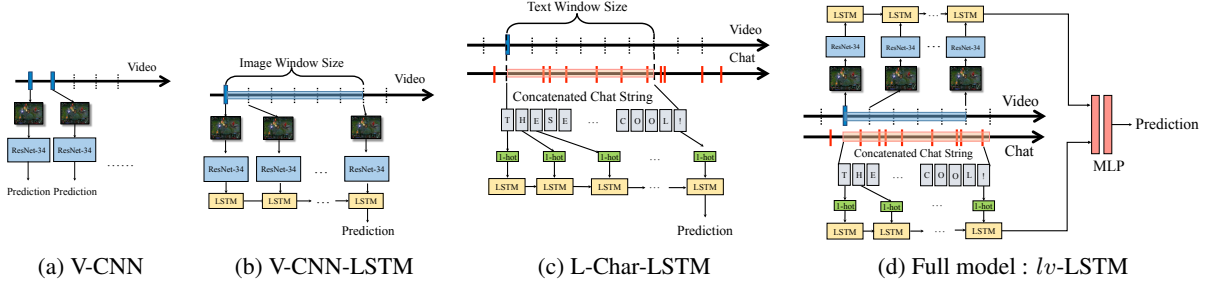 Video
ResNet-34 ResNet-34
......
Prediction Prediction
(a) V-CNN
Image Window Size
Video
ResNet-34 ResNet-34 ... ResNet-34
LSTM LSTM ... LSTM
Prediction
(b) V-CNN-LSTM
Text Window Size
Video
Chat
Concatenated Chat String
T H E S E ... C O O L !
1-hot 1-hot 1-hot 1-hot
LSTM LSTM LSTM ... LSTM
Prediction
(c) L-Char-LSTM
LSTM LSTM ... LSTM
ResNet-34 ResNet-34 ... ResNet-34
Video
Chat
Concatenated Chat String
T H E ... C O O L !
1-hot 1-hot ... 1-hot
LSTM LSTM ... LSTM
MLP
Prediction
(d) Full model : lv-LSTM